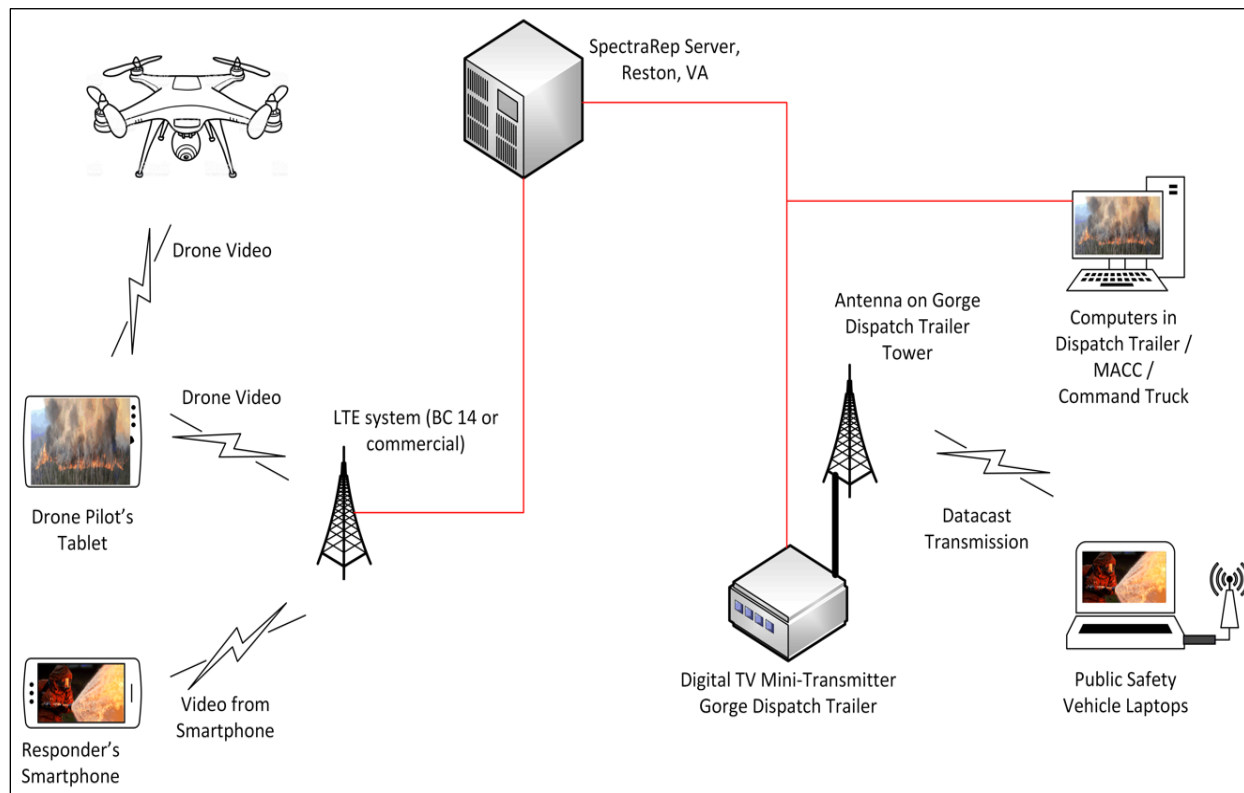 SpectraRep Server,
Reston, VA
Drone Video
Antenna on Gorge
Dispatch Trailer
Tower
Computers in
Dispatch Trailer /
MACC /
Command Truck
Drone Video
LTE system (BC 14 or
commercial)
Drone Pilot's
Tablet
Datacast
Transmission
Digital TV Mini-Transmitter
Gorge Dispatch Trailer
Public Safety
Vehicle Laptops
Video from
Smartphone
Responder's
Smartphone